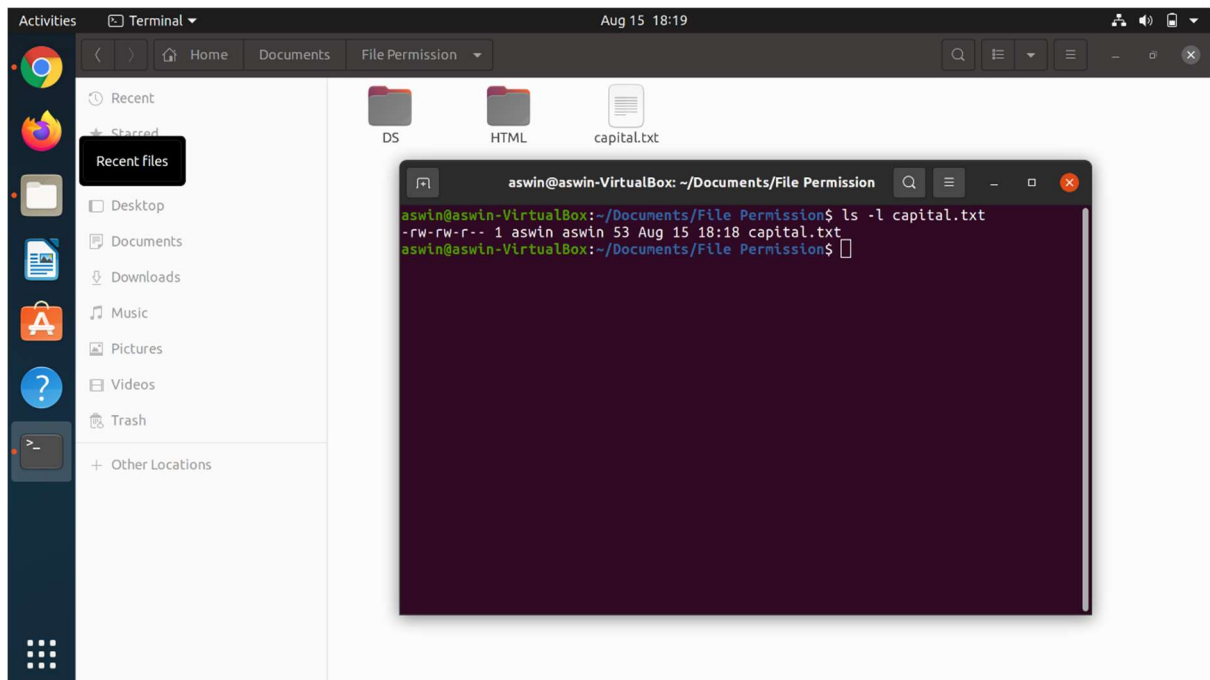 Activities Terminal Aug 15 18:19
Home Documents File Permission
Recent
Starred
Recent files
Desktop
Documents
Downloads
Music
Pictures
Videos
Trash
+ Other Locations
DS HTML capital.txt
aswin@aswin-VirtualBox: ~/Documents/File Permission
aswin@aswin-VirtualBox:~/Documents/File Permission$ ls -l capital.txt
-rw-rw-r-- 1 aswin aswin 53 Aug 15 18:18 capital.txt
aswin@aswin-VirtualBox:~/Documents/File Permission$